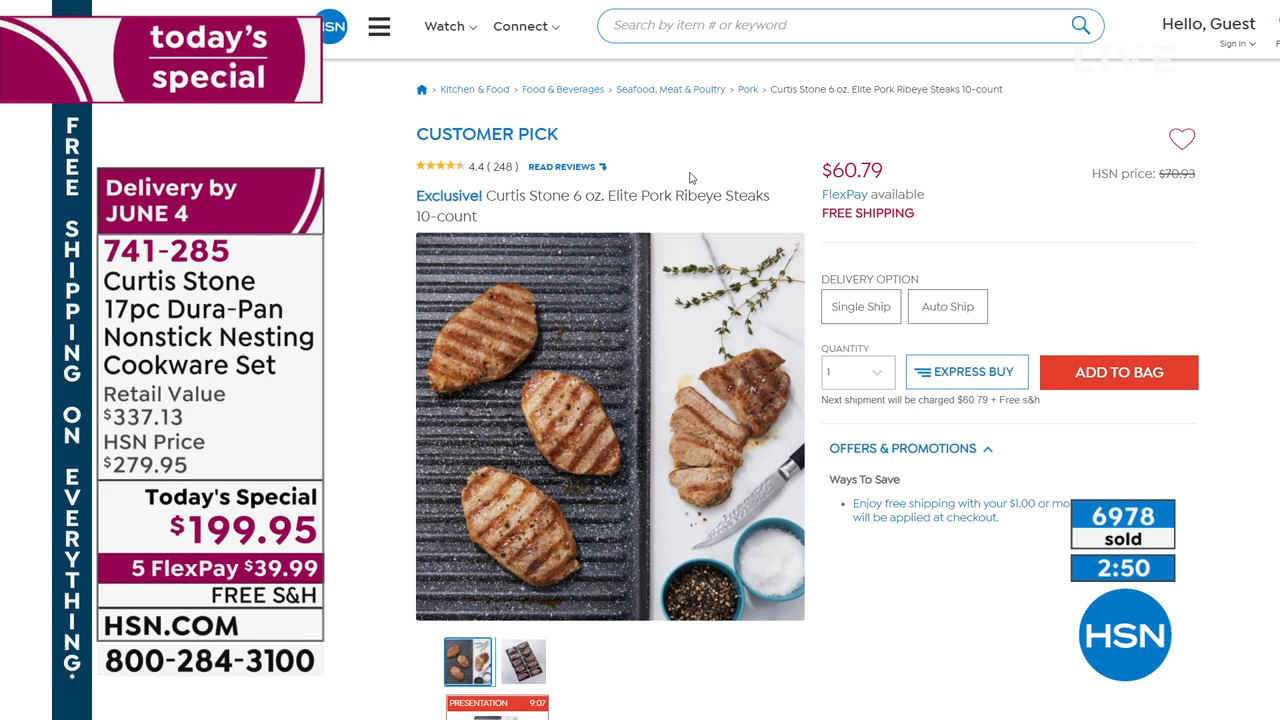 today's
special
FREE SHIPPING ON EVERYTHING*
Delivery by
JUNE 4
741-285
Curtis Stone
17pc Dura-Pan
Nonstick Nesting
Cookware Set
Retail Value
$337.13
HSN Price
$279.95
Today's Special
$199.95
5 FlexPay $39.99
FREE S&H
HSN.COM
800-284-3100
HSN
Watch
Connect
Search by item # or keyword
Hello, Guest
Sign In
LIVE
> Kitchen & Food > Food & Beverages > Seafood, Meat & Poultry > Pork > Curtis Stone 6 oz. Elite Pork Ribeye Steaks 10-count
CUSTOMER PICK
4.4 ( 248 ) READ REVIEWS
Exclusive! Curtis Stone 6 oz. Elite Pork Ribeye Steaks
10-count
PRESENTATION 9:07
$60.79
HSN price: $70.93
FlexPay available
FREE SHIPPING
DELIVERY OPTION
Single Ship
Auto Ship
QUANTITY
1
EXPRESS BUY
ADD TO BAG
Next shipment will be charged $60.79 + Free s&h
OFFERS & PROMOTIONS
Ways To Save
• Enjoy free shipping with your $1.00 or mo
will be applied at checkout.
6978
sold
2:50
HSN